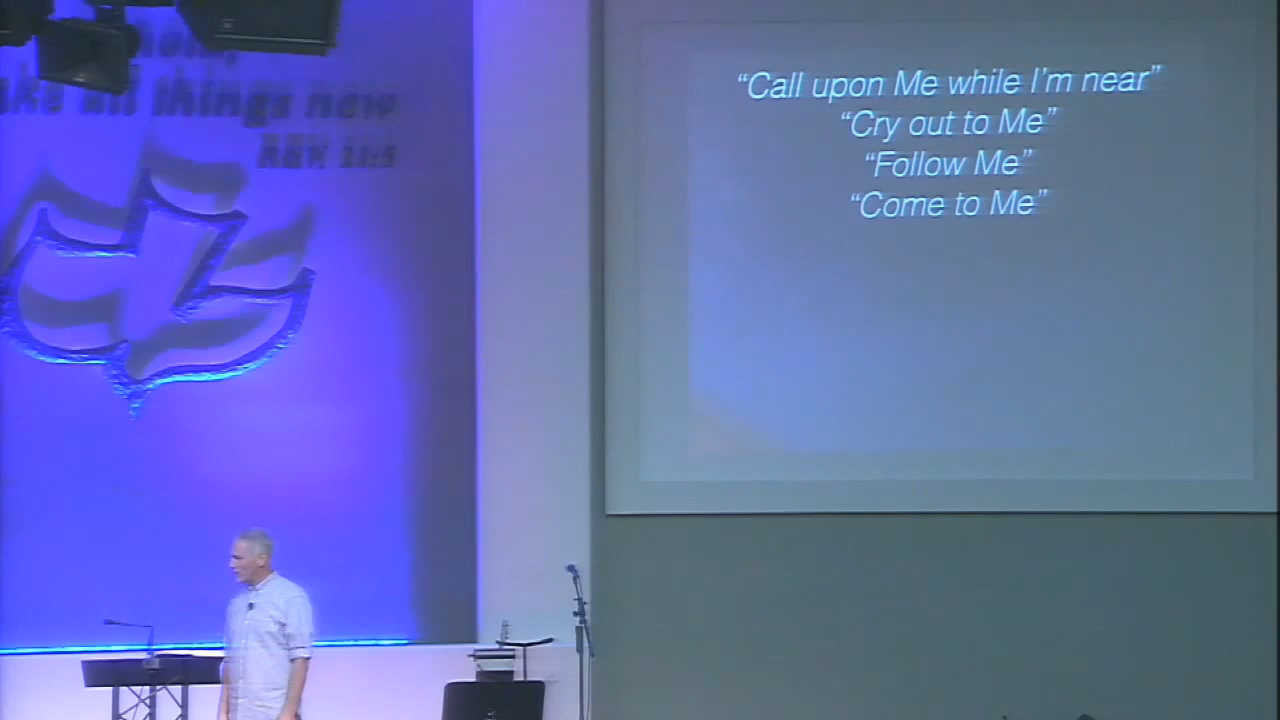 all things new
REV. 21:5
“Call upon Me while I’m near”
“Cry out to Me”
“Follow Me”
“Come to Me”